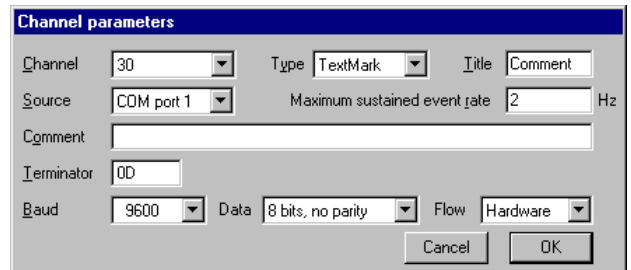 Channel parameters
Channel 30 Type TextMark Title Comment
Source COM port 1 Maximum sustained event rate 2 Hz
Comment
Terminator 0D
Baud 9600 Data 8 bits, no parity Flow Hardware
Cancel OK